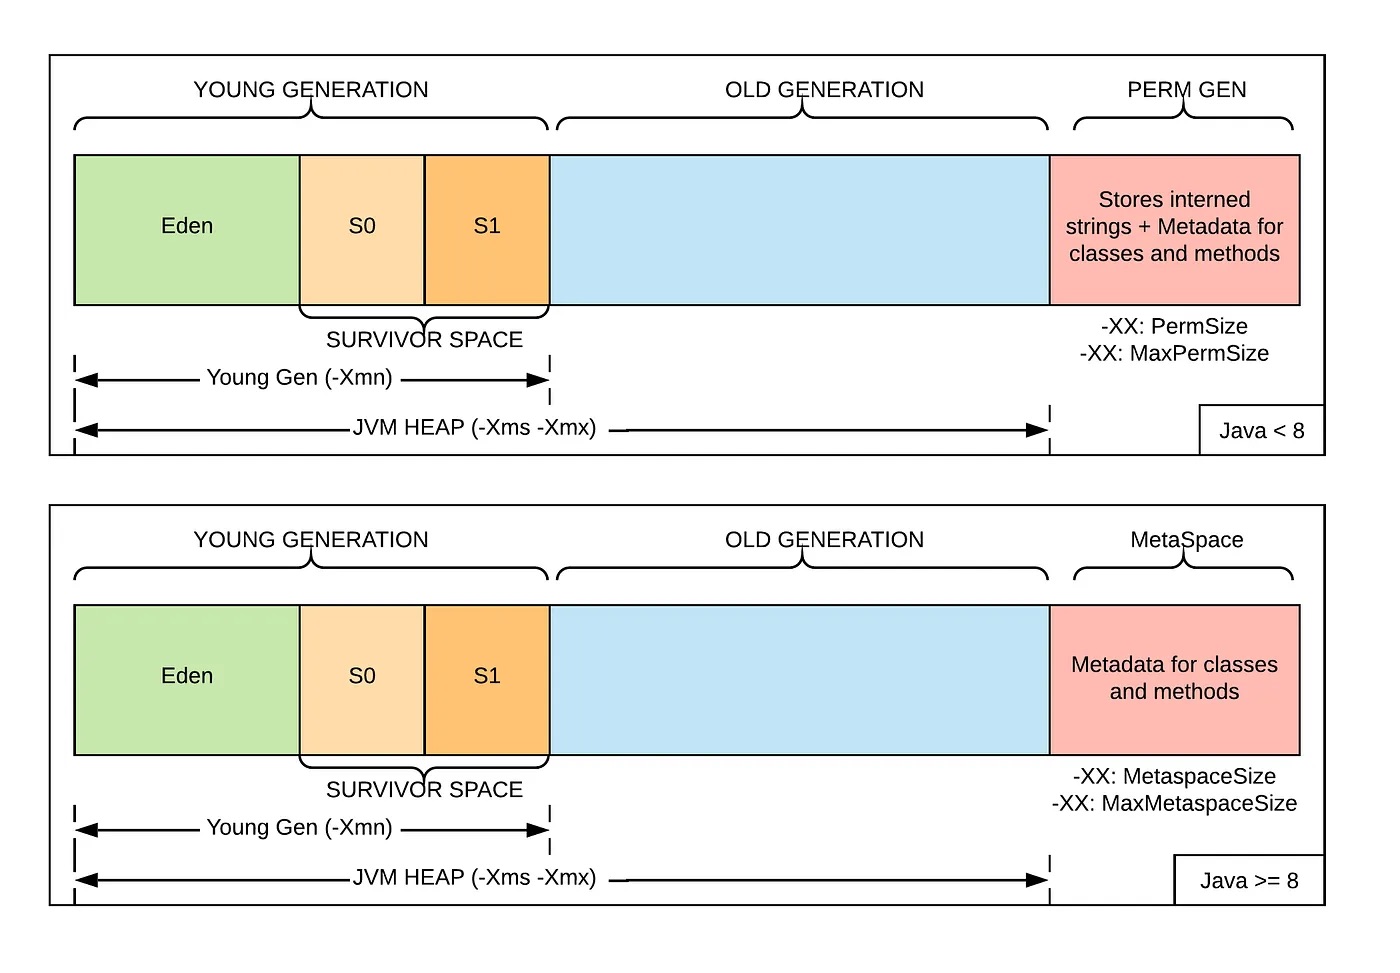 YOUNG GENERATION
OLD GENERATION
PERM GEN
Eden
S0
S1
Stores interned
strings + Metadata for
classes and methods
SURVIVOR SPACE
-XX: PermSize
-XX: MaxPermSize
Young Gen (-Xmn)
JVM HEAP (-Xms -Xmx)
Java < 8
YOUNG GENERATION
OLD GENERATION
MetaSpace
Eden
S0
S1
Metadata for classes
and methods
SURVIVOR SPACE
-XX: MetaspaceSize
-XX: MaxMetaspaceSize
Young Gen (-Xmn)
JVM HEAP (-Xms -Xmx)
Java >= 8